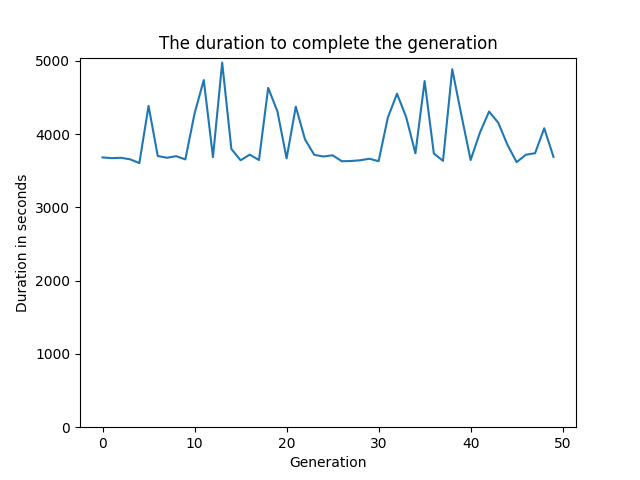 The duration to complete the generation
5000
4000
3000
2000
1000
0
Duration in seconds
0 10 20 30 40 50
Generation